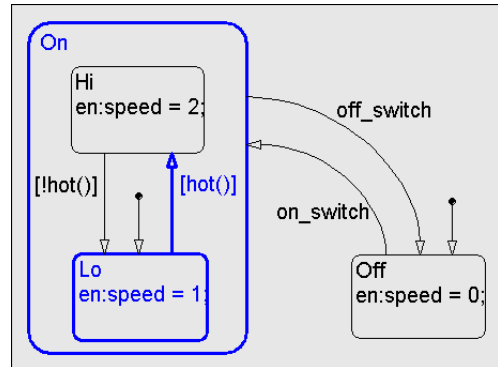 On
Hi
en:speed = 2;
off_switch
[!hot()]
[hot()]
on_switch
Lo
en:speed = 1;
Off
en:speed = 0;